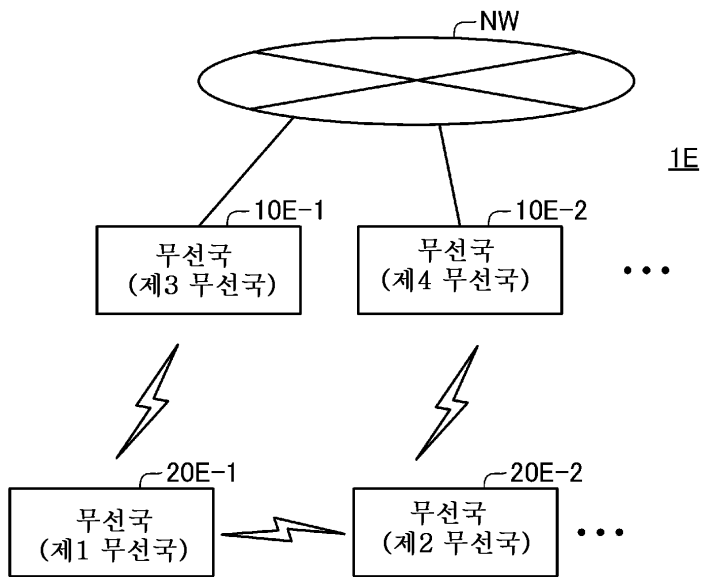 NW
1E
10E-1
10E-2
무선국
(제3 무선국)
무선국
(제4 무선국)
20E-1
20E-2
무선국
(제1 무선국)
무선국
(제2 무선국)